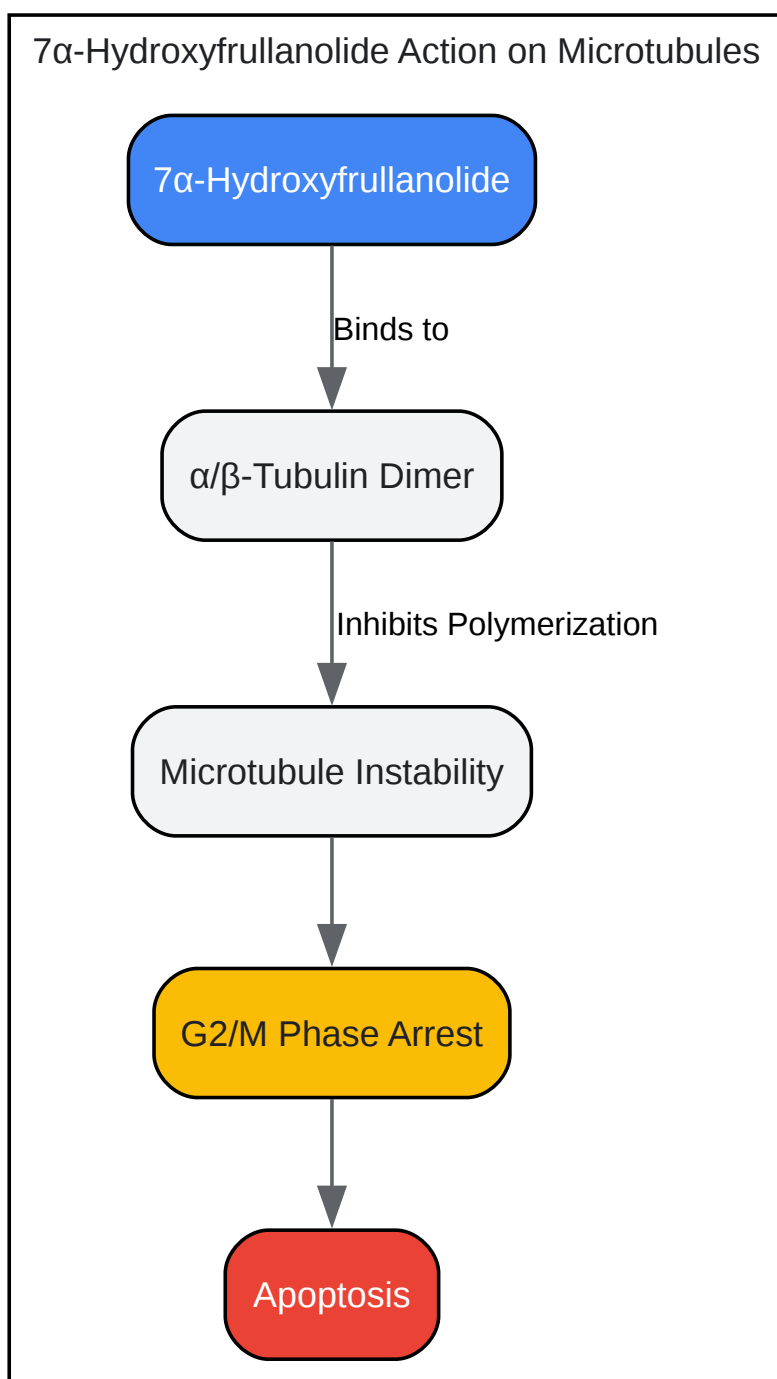 7α-Hydroxyfrullanolide Action on Microtubules
7α-Hydroxyfrullanolide
Binds to
α/β-Tubulin Dimer
Inhibits Polymerization
Microtubule Instability
G2/M Phase Arrest
Apoptosis